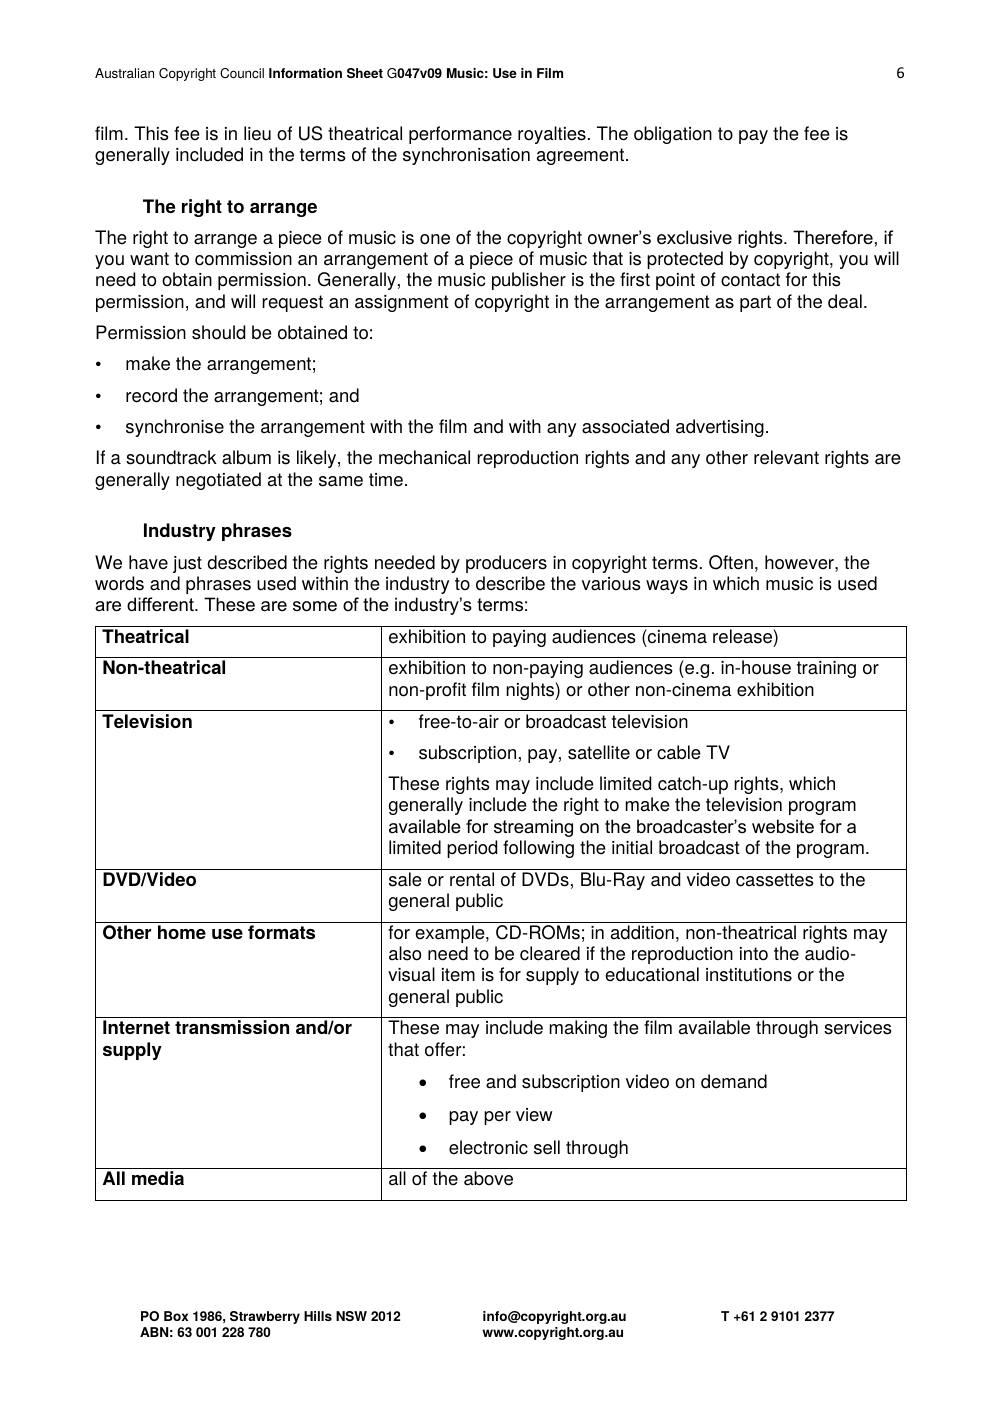 Australian Copyright Council Information Sheet G047v09 Music: Use in Film 6
film. This fee is in lieu of US theatrical performance royalties. The obligation to pay the fee is
generally included in the terms of the synchronisation agreement.
The right to arrange
The right to arrange a piece of music is one of the copyright owner’s exclusive rights. Therefore, if
you want to commission an arrangement of a piece of music that is protected by copyright, you will
need to obtain permission. Generally, the music publisher is the first point of contact for this
permission, and will request an assignment of copyright in the arrangement as part of the deal.
Permission should be obtained to:
• make the arrangement;
• record the arrangement; and
• synchronise the arrangement with the film and with any associated advertising.
If a soundtrack album is likely, the mechanical reproduction rights and any other relevant rights are
generally negotiated at the same time.
Industry phrases
We have just described the rights needed by producers in copyright terms. Often, however, the
words and phrases used within the industry to describe the various ways in which music is used
are different. These are some of the industry’s terms:
Theatrical exhibition to paying audiences (cinema release)
Non-theatrical exhibition to non-paying audiences (e.g. in-house training or
non-profit film nights) or other non-cinema exhibition
Television • free-to-air or broadcast television
• subscription, pay, satellite or cable TV
These rights may include limited catch-up rights, which
generally include the right to make the television program
available for streaming on the broadcaster’s website for a
limited period following the initial broadcast of the program.
DVD/Video sale or rental of DVDs, Blu-Ray and video cassettes to the
general public
Other home use formats for example, CD-ROMs; in addition, non-theatrical rights may
also need to be cleared if the reproduction into the audio-
visual item is for supply to educational institutions or the
general public
Internet transmission and/or These may include making the film available through services
supply that offer:
• free and subscription video on demand
• pay per view
• electronic sell through
All media all of the above
PO Box 1986, Strawberry Hills NSW 2012 info@copyright.org.au T +61 2 9101 2377
ABN: 63 001 228 780 www.copyright.org.au